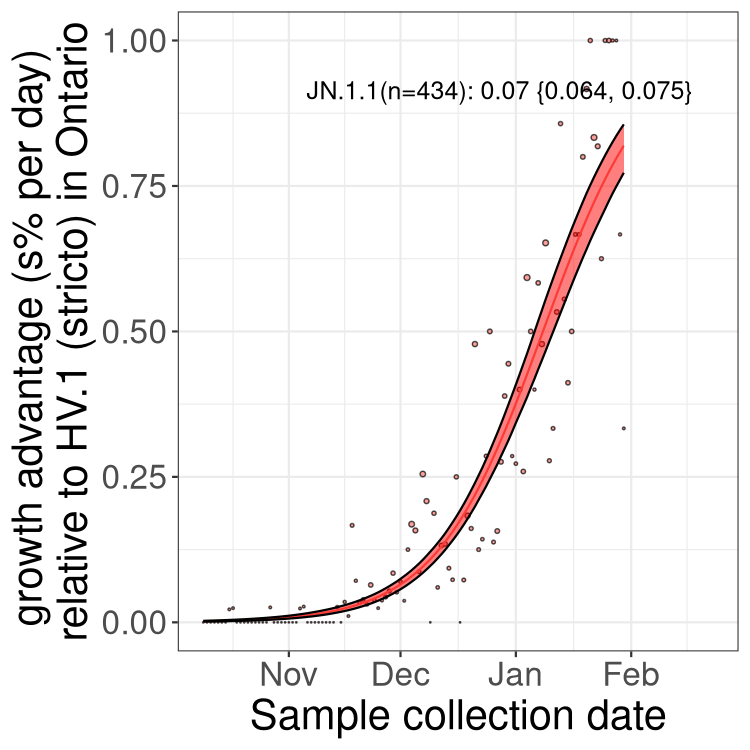 growth advantage (s% per day)
relative to HV.1 (stricto) in Ontario
1.00
0.75
0.50
0.25
0.00
JN.1.1(n=434): 0.07 {0.064, 0.075}
Nov Dec Jan Feb
Sample collection date